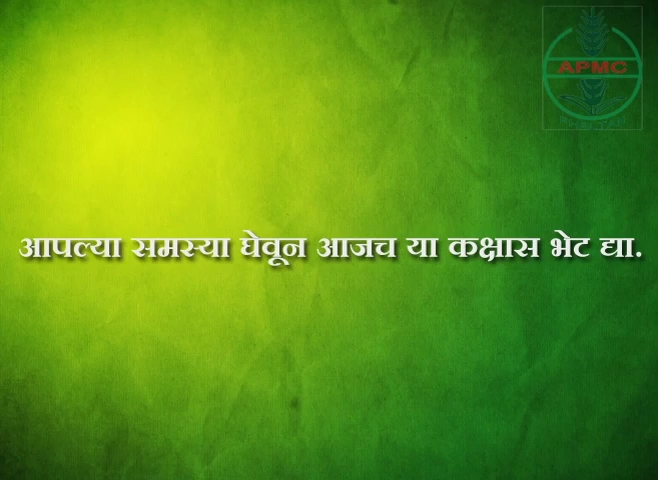 APMC
आपल्या समस्या घेवून आजच या कक्षास भेट द्या.